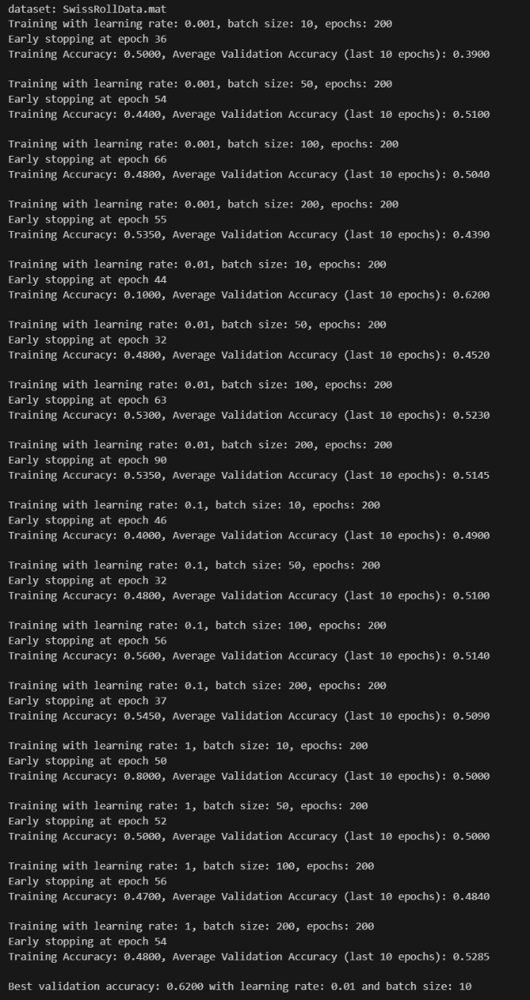 dataset: SwissRollData.mat
Training with learning rate: 0.001, batch size: 10, epochs: 200
Early stopping at epoch 36
Training Accuracy: 0.5000, Average Validation Accuracy (last 10 epochs): 0.3900
Training with learning rate: 0.001, batch size: 50, epochs: 200
Early stopping at epoch 54
Training Accuracy: 0.4400, Average Validation Accuracy (last 10 epochs): 0.5100
Training with learning rate: 0.001, batch size: 100, epochs: 200
Early stopping at epoch 66
Training Accuracy: 0.4800, Average Validation Accuracy (last 10 epochs): 0.5040
Training with learning rate: 0.001, batch size: 200, epochs: 200
Early stopping at epoch 55
Training Accuracy: 0.5350, Average Validation Accuracy (last 10 epochs): 0.4390
Training with learning rate: 0.01, batch size: 10, epochs: 200
Early stopping at epoch 44
Training Accuracy: 0.1000, Average Validation Accuracy (last 10 epochs): 0.6200
Training with learning rate: 0.01, batch size: 50, epochs: 200
Early stopping at epoch 32
Training Accuracy: 0.4800, Average Validation Accuracy (last 10 epochs): 0.4520
Training with learning rate: 0.01, batch size: 100, epochs: 200
Early stopping at epoch 63
Training Accuracy: 0.5300, Average Validation Accuracy (last 10 epochs): 0.5230
Training with learning rate: 0.01, batch size: 200, epochs: 200
Early stopping at epoch 90
Training Accuracy: 0.5350, Average Validation Accuracy (last 10 epochs): 0.5145
Training with learning rate: 0.1, batch size: 10, epochs: 200
Early stopping at epoch 46
Training Accuracy: 0.4000, Average Validation Accuracy (last 10 epochs): 0.4900
Training with learning rate: 0.1, batch size: 50, epochs: 200
Early stopping at epoch 32
Training Accuracy: 0.4800, Average Validation Accuracy (last 10 epochs): 0.5100
Training with learning rate: 0.1, batch size: 100, epochs: 200
Early stopping at epoch 56
Training Accuracy: 0.5600, Average Validation Accuracy (last 10 epochs): 0.5140
Training with learning rate: 0.1, batch size: 200, epochs: 200
Early stopping at epoch 37
Training Accuracy: 0.5450, Average Validation Accuracy (last 10 epochs): 0.5090
Training with learning rate: 1, batch size: 10, epochs: 200
Early stopping at epoch 50
Training Accuracy: 0.8000, Average Validation Accuracy (last 10 epochs): 0.5000
Training with learning rate: 1, batch size: 50, epochs: 200
Early stopping at epoch 52
Training Accuracy: 0.5000, Average Validation Accuracy (last 10 epochs): 0.5000
Training with learning rate: 1, batch size: 100, epochs: 200
Early stopping at epoch 56
Training Accuracy: 0.4700, Average Validation Accuracy (last 10 epochs): 0.4840
Training with learning rate: 1, batch size: 200, epochs: 200
Early stopping at epoch 54
Training Accuracy: 0.4800, Average Validation Accuracy (last 10 epochs): 0.5285
Best validation accuracy: 0.6200 with learning rate: 0.01 and batch size: 10